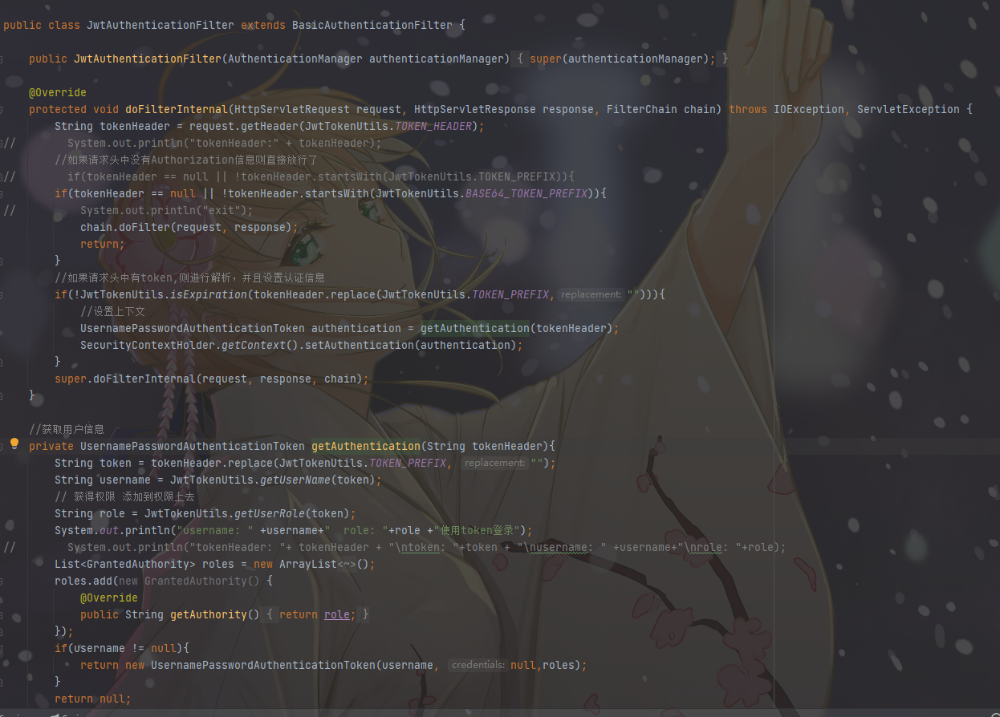 public class JwtAuthenticationFilter extends BasicAuthenticationFilter {
public JwtAuthenticationFilter(AuthenticationManager authenticationManager) { super(authenticationManager); }
@Override
protected void doFilterInternal(HttpServletRequest request, HttpServletResponse response, FilterChain chain) throws IOException, ServletException {
String tokenHeader = request.getHeader(JwtTokenUtils.TOKEN_HEADER);
// System.out.println("tokenHeader:" + tokenHeader);
//如果请求头中没有Authorization信息则直接放行了
// if(tokenHeader == null || !tokenHeader.startsWith(JwtTokenUtils.TOKEN_PREFIX)){
if(tokenHeader == null || !tokenHeader.startsWith(JwtTokenUtils.BASE64_TOKEN_PREFIX)){
// System.out.println("exit");
chain.doFilter(request, response);
return;
}
//如果请求头中有token,则进行解析，并且设置认证信息
if(!JwtTokenUtils.isExpiration(tokenHeader.replace(JwtTokenUtils.TOKEN_PREFIX, replacement: ""))){
//设置上下文
UsernamePasswordAuthenticationToken authentication = getAuthentication(tokenHeader);
SecurityContextHolder.getContext().setAuthentication(authentication);
}
super.doFilterInternal(request, response, chain);
}
//获取用户信息
private UsernamePasswordAuthenticationToken getAuthentication(String tokenHeader){
String token = tokenHeader.replace(JwtTokenUtils.TOKEN_PREFIX, replacement: "");
String username = JwtTokenUtils.getUserName(token);
// 获得权限 添加到权限上去
String role = JwtTokenUtils.getUserRole(token);
System.out.println("username: " +username+" role: "+role +"使用token登录");
// System.out.println("tokenHeader: "+ tokenHeader + "\ntoken: "+token + "\nusername: " +username+"\nrole: "+role);
List<GrantedAuthority> roles = new ArrayList<~>();
roles.add(new GrantedAuthority() {
@Override
public String getAuthority() { return role; }
});
if(username != null){
return new UsernamePasswordAuthenticationToken(username, credentials: null,roles);
}
return null;